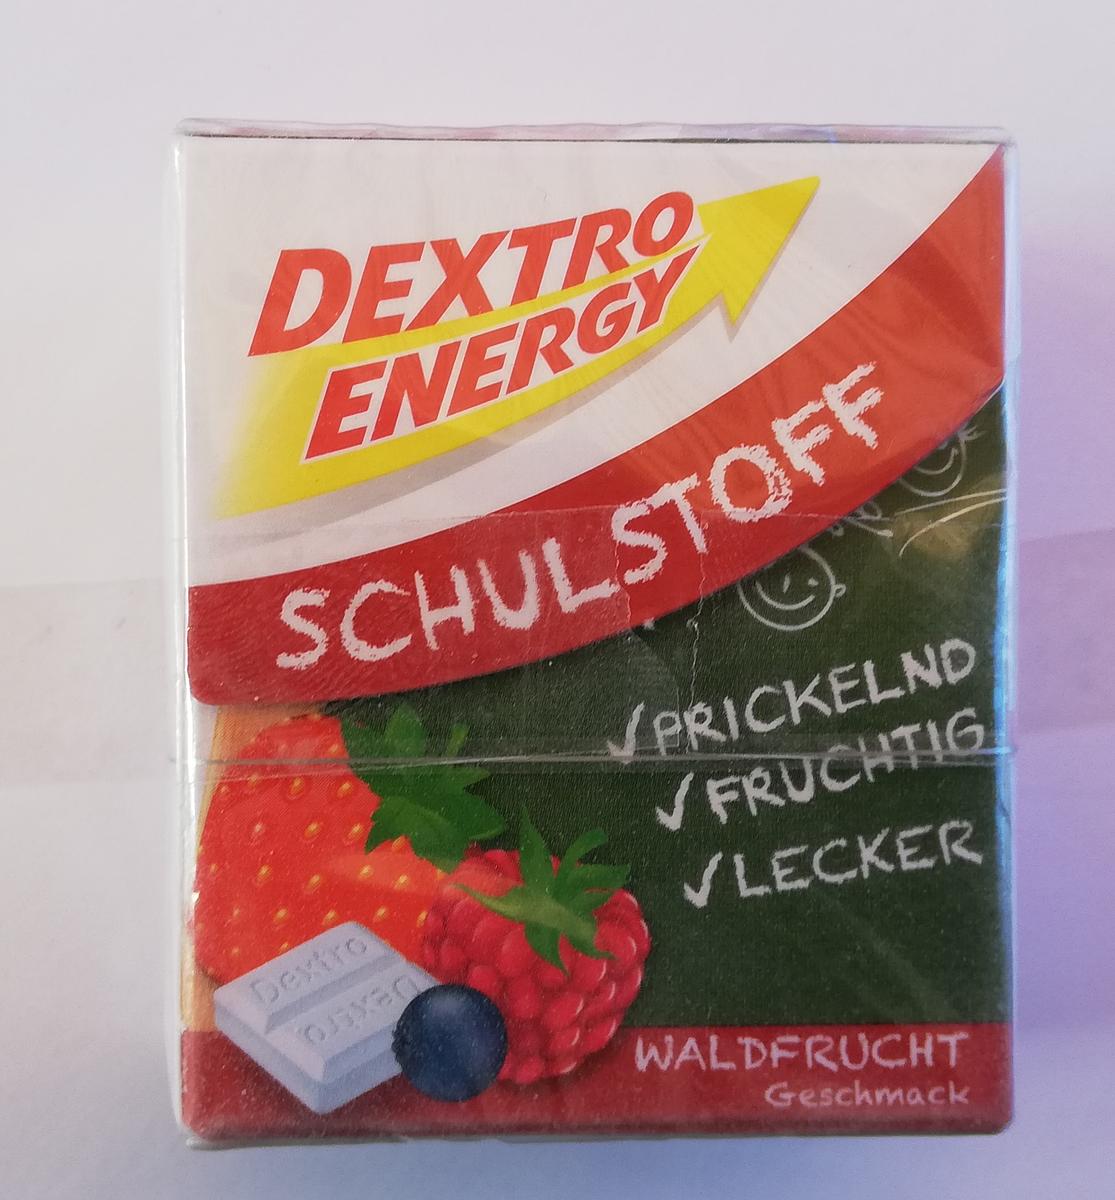 DEXTRO
ENERGY
SCHULSTOFF
✓PRICKELND
✓FRUCHTIG
✓LECKER
Dextro
Dextro
WALDFRUCHT
Geschmack